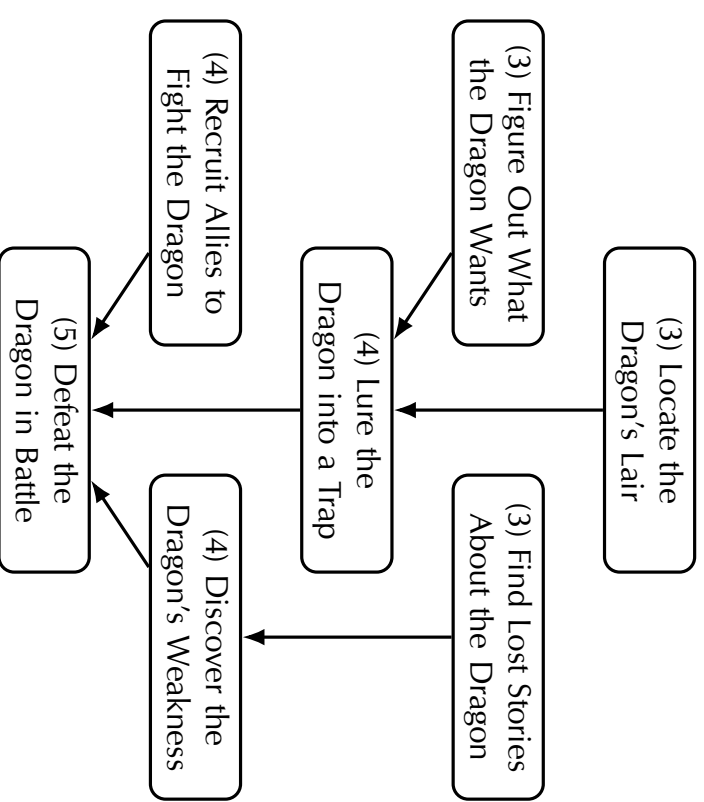 (3) Locate the
Dragon's Lair
(3) Figure Out What
the Dragon Wants
(3) Find Lost Stories
About the Dragon
(4) Lure the
Dragon into a Trap
(4) Recruit Allies to
Fight the Dragon
(4) Discover the
Dragon's Weakness
(5) Defeat the
Dragon in Battle